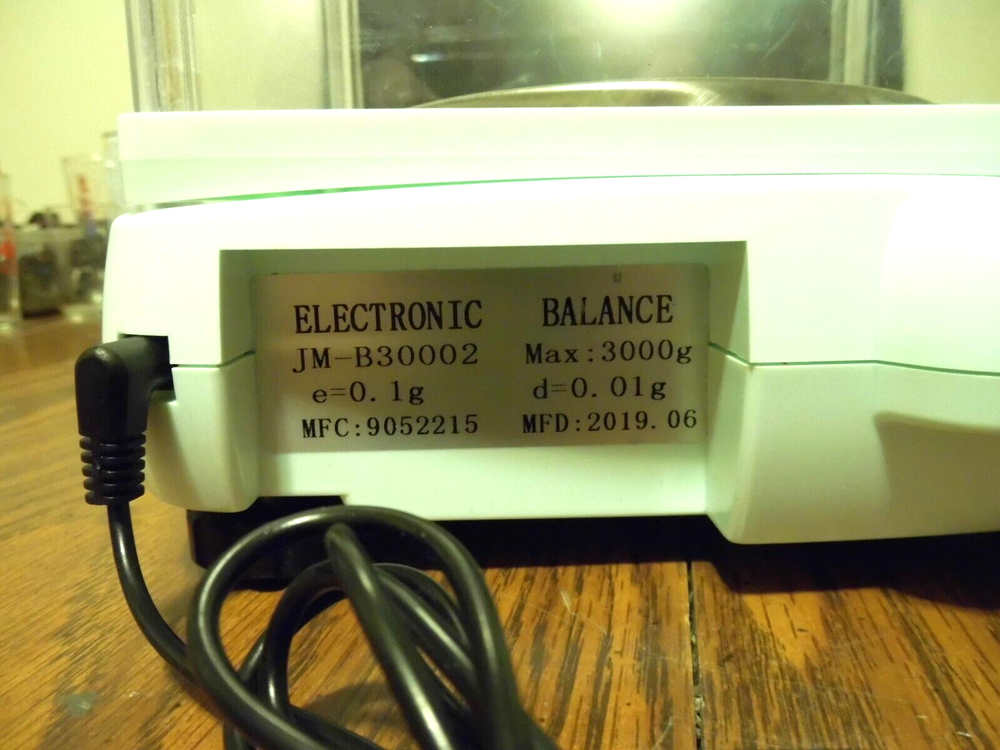 ELECTRONIC BALANCE
JM-B30002 Max:3000g
e=0.1g d=0.01g
MFC:9052215 MFD:2019.06